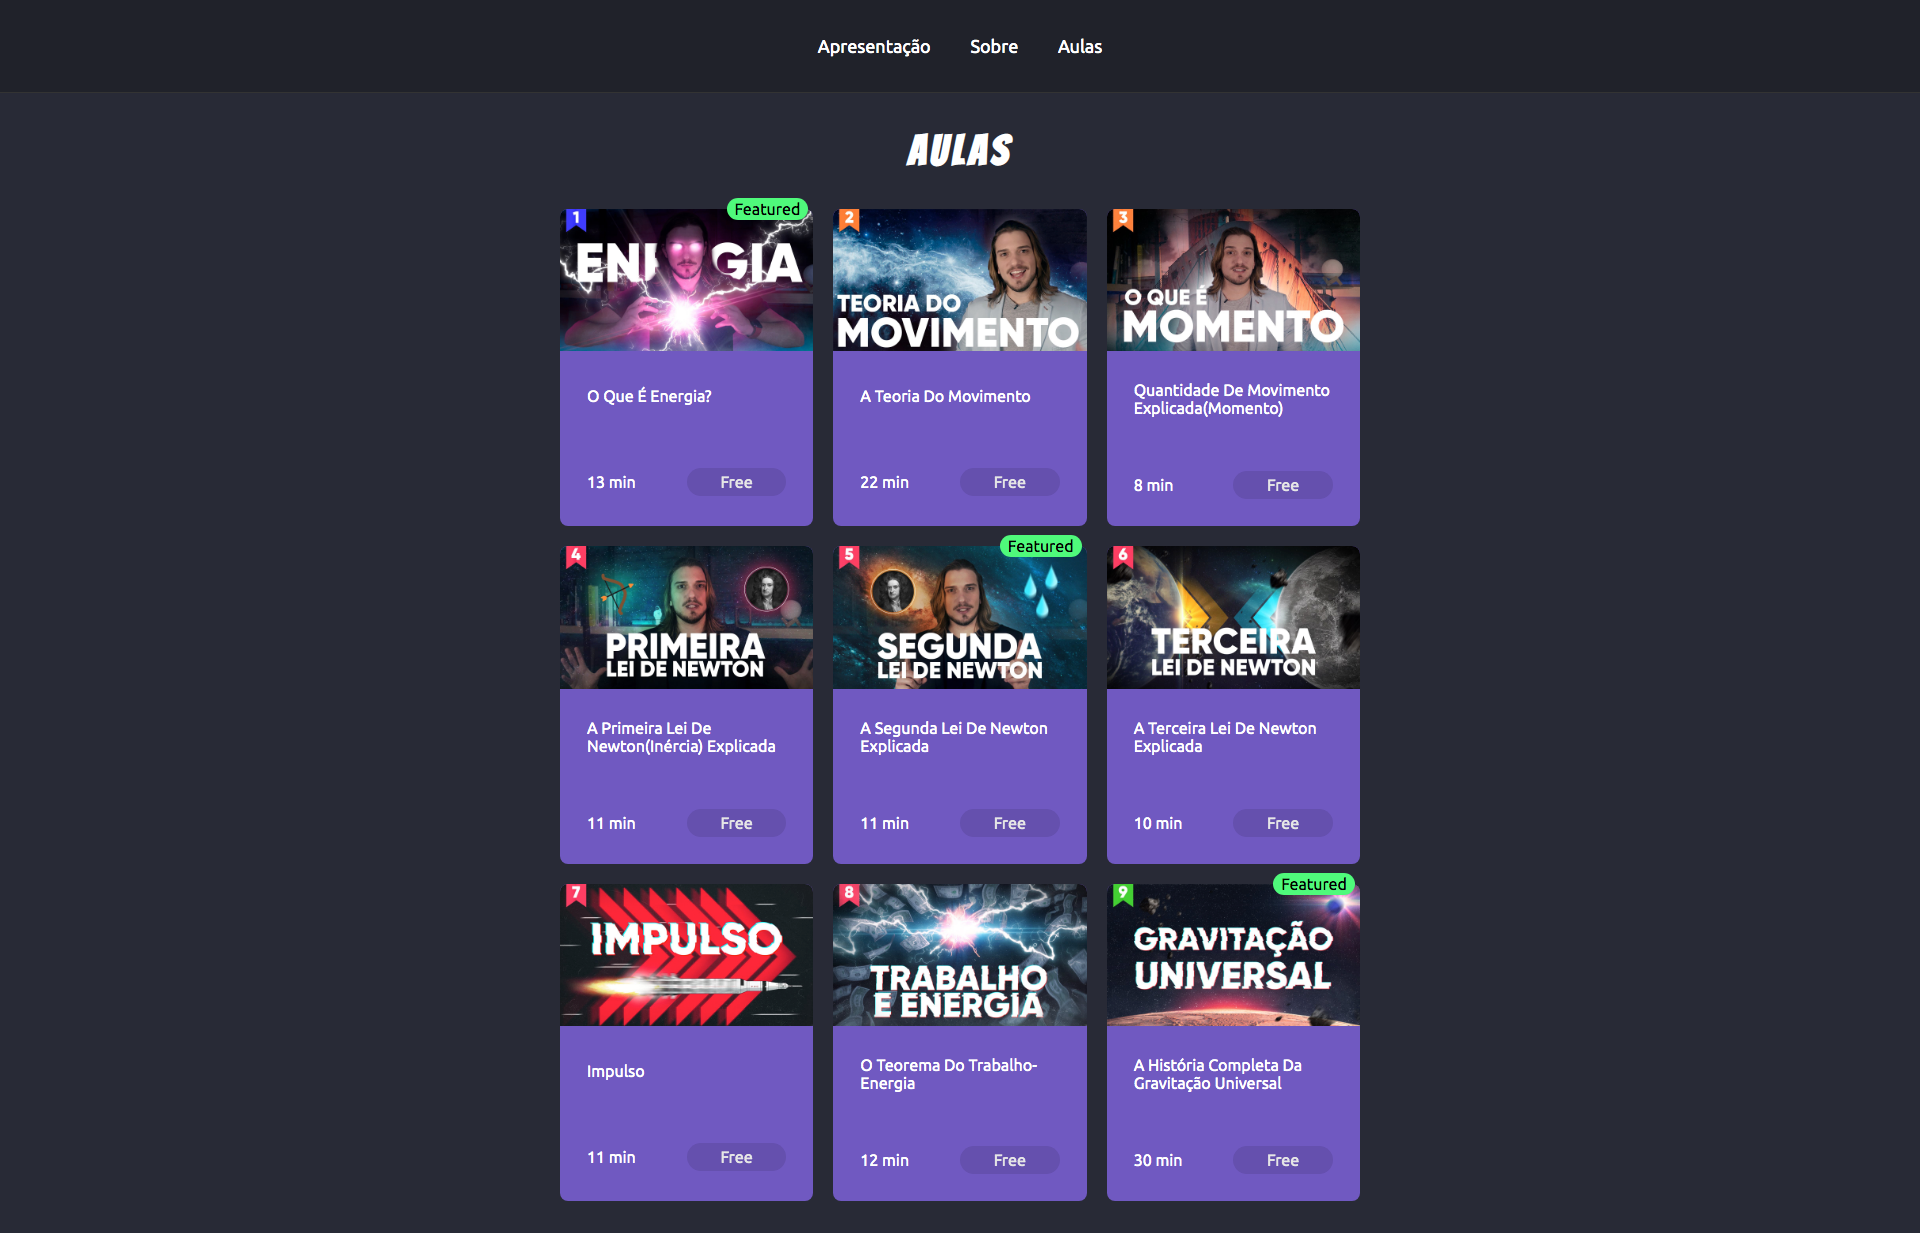 Apresentação Sobre Aulas
AULAS
1
Featured
ENERGIA
O Que É Energia?
13 min Free
2
TEORIA DO
MOVIMENTO
A Teoria Do Movimento
22 min Free
3
O QUE É
MOMENTO
Quantidade De Movimento
Explicada(Momento)
8 min Free
4
PRIMEIRA
LEI DE NEWTON
A Primeira Lei De
Newton(Inércia) Explicada
11 min Free
5
Featured
SEGUNDA
LEI DE NEWTON
A Segunda Lei De Newton
Explicada
11 min Free
6
TERCEIRA
LEI DE NEWTON
A Terceira Lei De Newton
Explicada
10 min Free
7
IMPULSO
Impulso
11 min Free
8
TRABALHO
E ENERGIA
O Teorema Do Trabalho-
Energia
12 min Free
9
Featured
GRAVITAÇÃO
UNIVERSAL
A História Completa Da
Gravitação Universal
30 min Free